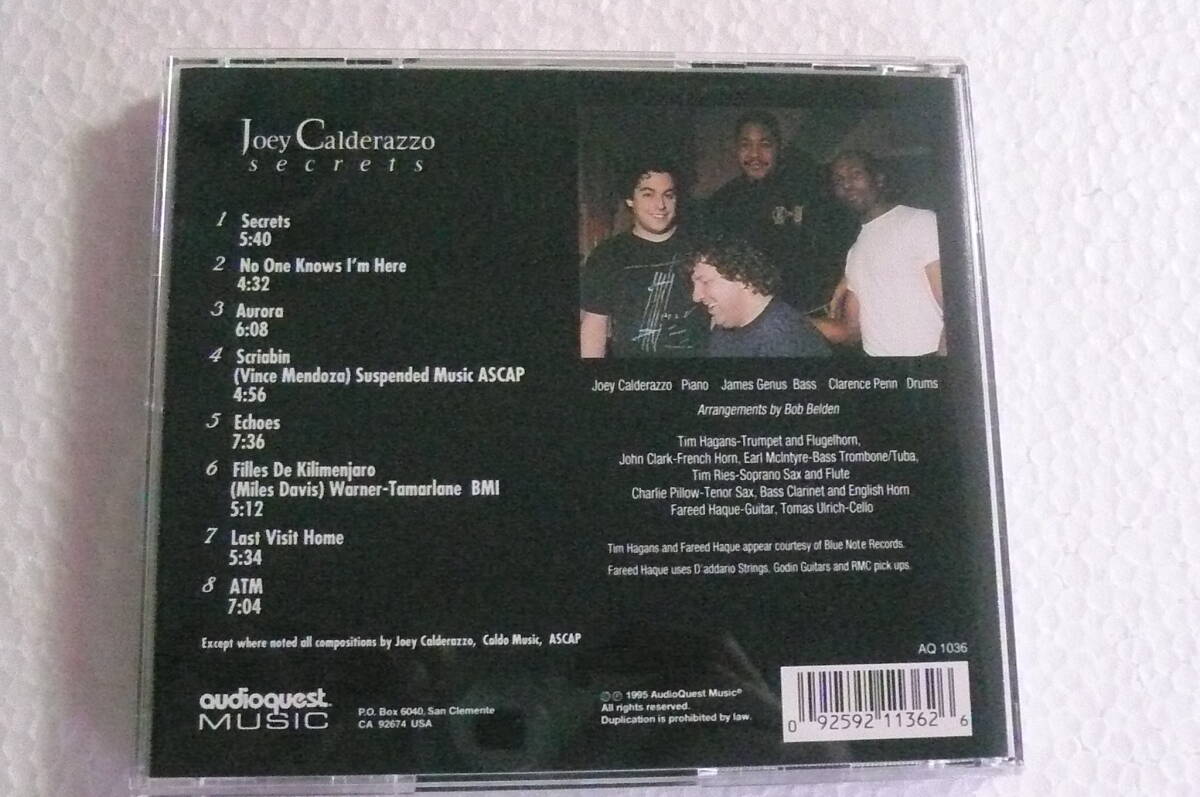 Joey Calderazzo
secrets
1 Secrets
5:40
2 No One Knows I'm Here
4:32
3 Aurora
6:08
4 Scriabin
(Vince Mendoza) Suspended Music ASCAP
4:56
5 Echoes
7:36
6 Filles De Kilimenjaro
(Miles Davis) Warner-Tamarlane BMI
5:12
7 Last Visit Home
5:34
8 ATM
7:04
Except where noted all compositions by Joey Calderazzo, Caldo Music, ASCAP
audioquest
MUSIC
P.O. Box 6040, San Clemente
CA 92674 USA
Joey Calderazzo Piano James Genus Bass Clarence Penn Drums
Arrangements by Bob Belden
Tim Hagans-Trumpet and Flugelhorn,
John Clark-French Horn, Earl McIntyre-Bass Trombone/Tuba,
Tim Ries-Soprano Sax and Flute
Charlie Pillow-Tenor Sax, Bass Clarinet and English Horn
Fareed Haque-Guitar, Tomas Ulrich-Cello
Tim Hagans and Fareed Haque appear courtesy of Blue Note Records.
Fareed Haque uses D'addario Strings, Godin Guitars and RMC pick ups.
©℗ 1995 AudioQuest Music®
All rights reserved.
Duplication is prohibited by law.
AQ 1036
0 92592 11362 6